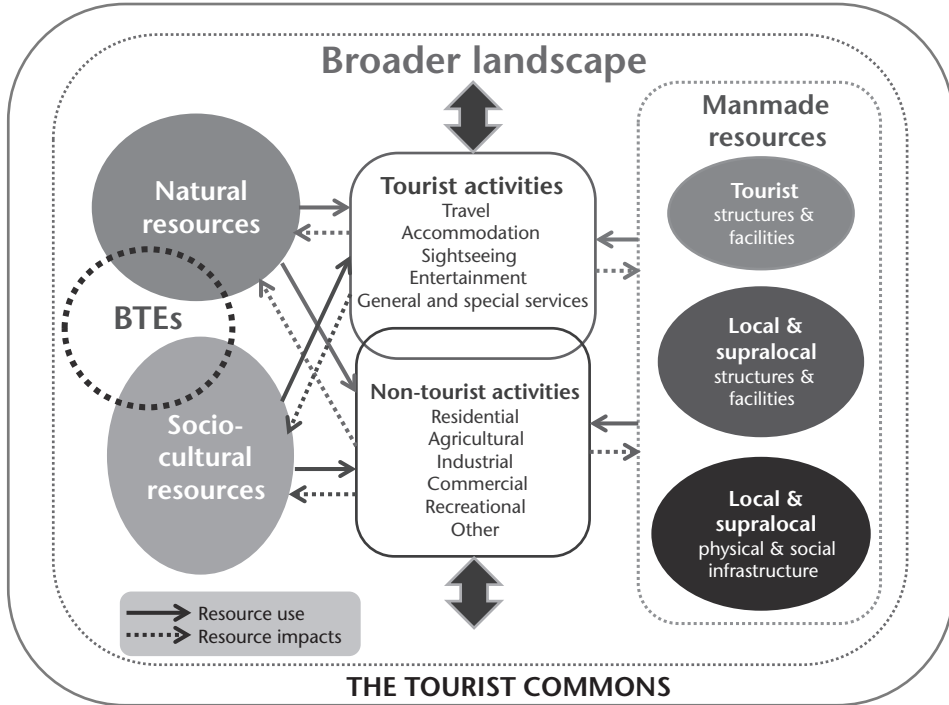 Broader landscape
Natural
resources
BTEs
Socio-
cultural
resources
Tourist activities
Travel
Accommodation
Sightseeing
Entertainment
General and special services
Non-tourist activities
Residential
Agricultural
Industrial
Commercial
Recreational
Other
Manmade
resources
Tourist
structures &
facilities
Local &
supralocal
structures &
facilities
Local &
supralocal
physical & social
infrastructure
Resource use
Resource impacts
THE TOURIST COMMONS